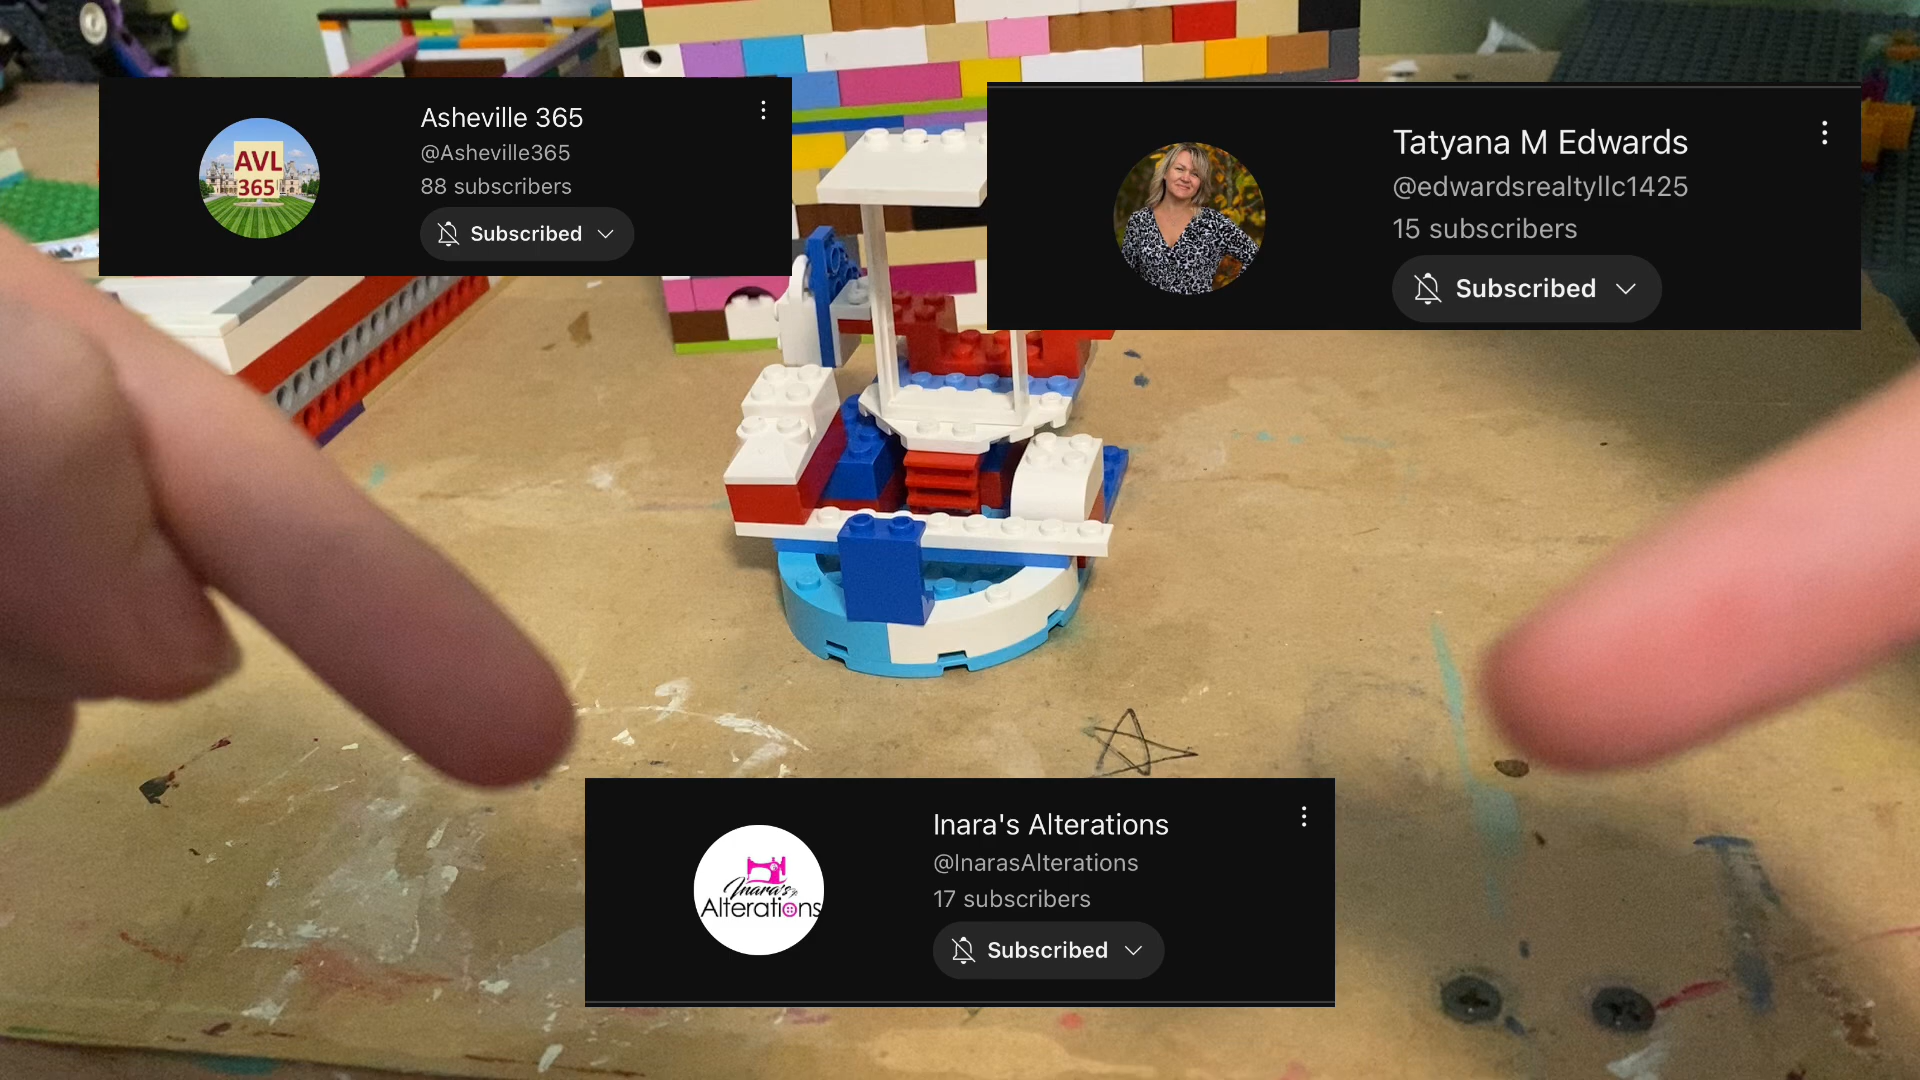 AVL
365
Asheville 365
@Asheville365
88 subscribers
Subscribed
Tatyana M Edwards
@edwardsrealtyllc1425
15 subscribers
Subscribed
Inara's
Alterations
Inara's Alterations
@InarasAlterations
17 subscribers
Subscribed